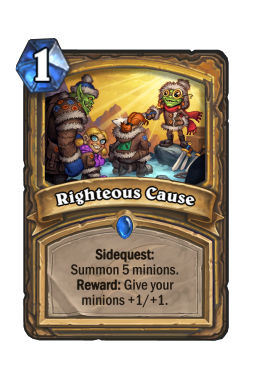 1
Righteous Cause
Sidequest:
Summon 5 minions.
Reward: Give your
minions +1/+1.